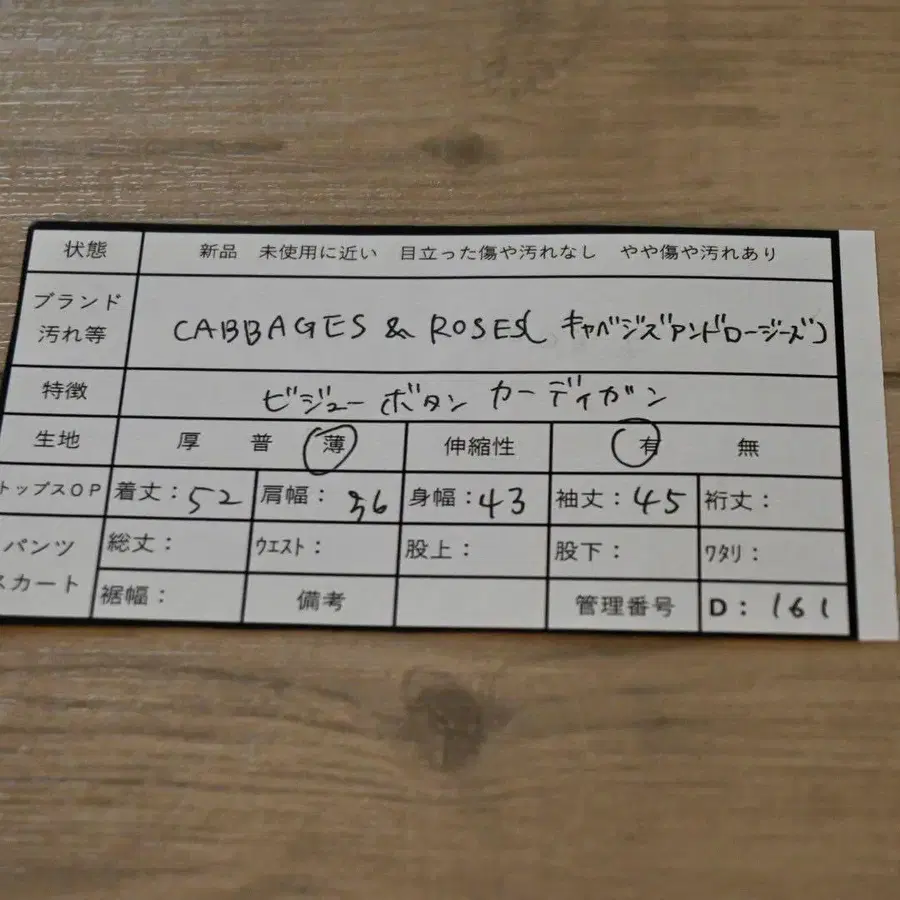 状態 新品 未使用に近い 目立った傷や汚れなし やや傷や汚れあり
ブランド
汚れ等 CABBAGES & ROSES( キャベジズアンドロージーズ)
特徴 ビジューボタン カーディガン
生地 厚 普 薄 伸縮性 有 無
トップスOP 着丈:52 肩幅:36 身幅:43 袖丈:45 裄丈:
パンツ
スカート
総丈: ウエスト: 股上: 股下: ワタリ:
裾幅: 備考 管理番号 D:161